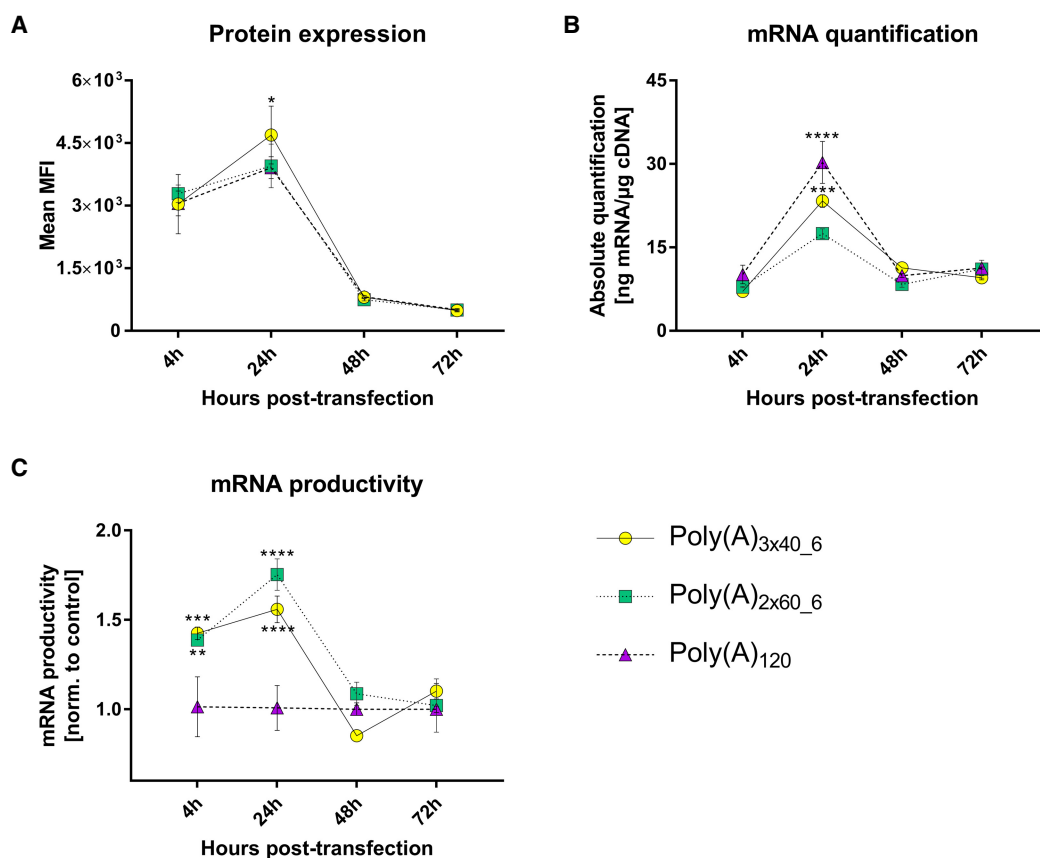 A
Protein expression
6×10³
4.5×10³
3×10³
1.5×10³
0
Mean MFI
*
4h
24h
48h
72h
Hours post-transfection
B
mRNA quantification
45
30
15
0
Absolute quantification
[ng mRNA/µg cDNA]
****
***
4h
24h
48h
72h
Hours post-transfection
C
mRNA productivity
2.0
1.5
1.0
mRNA productivity
[norm. to control]
***
**
****
****
4h
24h
48h
72h
Hours post-transfection
Poly(A)3x40_6
Poly(A)2x60_6
Poly(A)120